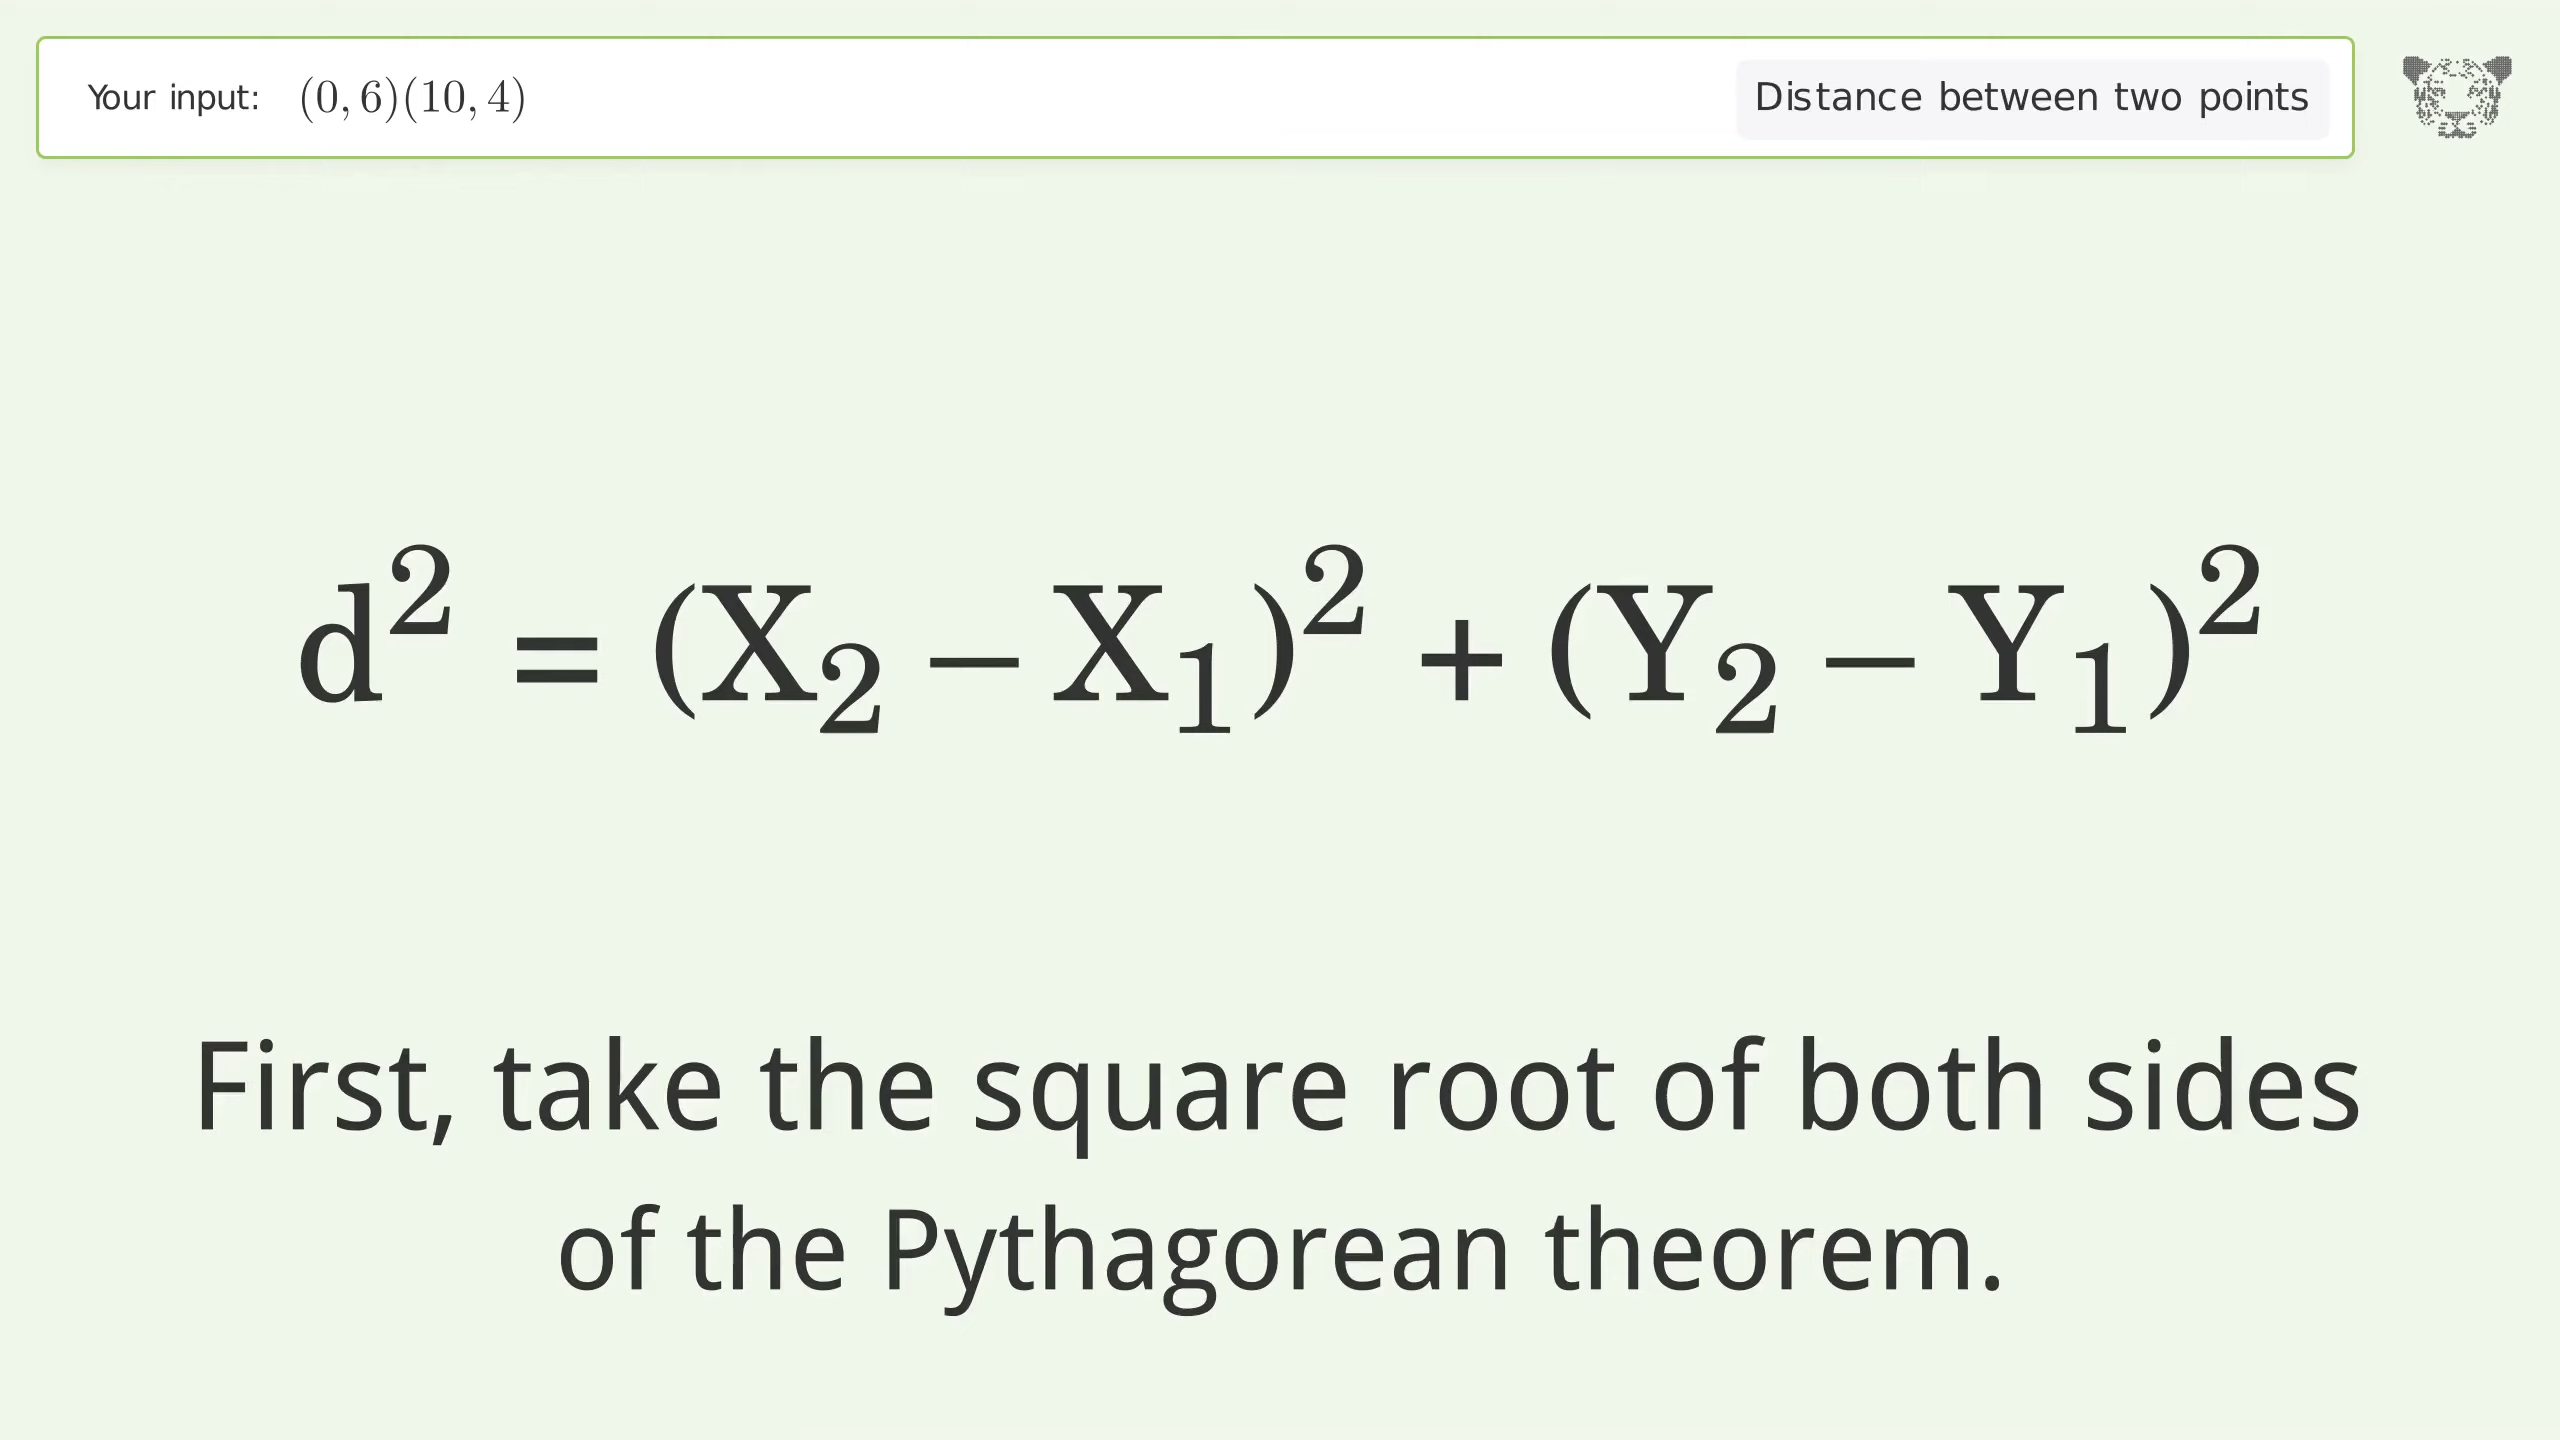 Your input: (0, 6)(10, 4) Distance between two points
d² = (X₂ – X₁)² + (Y₂ – Y₁)²
First, take the square root of both sides
of the Pythagorean theorem.